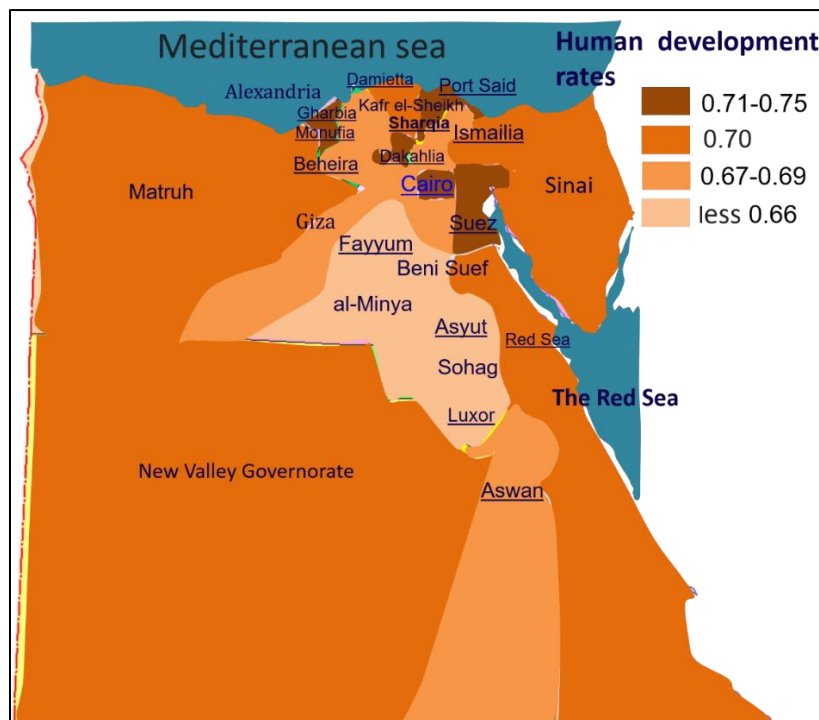 Mediterranean sea
Human development
rates
0.71-0.75
0.70
0.67-0.69
less 0.66
Damietta
Port Said
Alexandria
Kafr el-Sheikh
Gharbia
Sharqia
Monufia
Ismailia
Dakahlia
Beheira
Cairo
Sinai
Matruh
Giza
Suez
Fayyum
Beni Suef
al-Minya
Asyut
Red Sea
Sohag
The Red Sea
Luxor
New Valley Governorate
Aswan